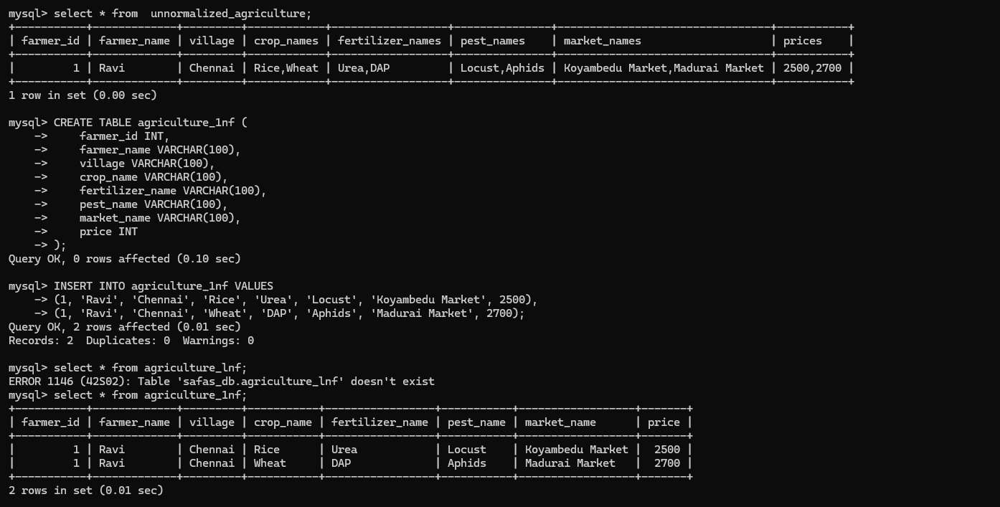 mysql> select * from  unnormalized_agriculture;
+-----------+-------------+---------+------------+------------------+---------------+---------------------------------+-----------+
| farmer_id | farmer_name | village | crop_names | fertilizer_names | pest_names    | market_names                    | prices    |
+-----------+-------------+---------+------------+------------------+---------------+---------------------------------+-----------+
|         1 | Ravi        | Chennai | Rice,Wheat | Urea,DAP         | Locust,Aphids | Koyambedu Market,Madurai Market | 2500,2700 |
+-----------+-------------+---------+------------+------------------+---------------+---------------------------------+-----------+
1 row in set (0.00 sec)

mysql> CREATE TABLE agriculture_1nf (
    ->     farmer_id INT,
    ->     farmer_name VARCHAR(100),
    ->     village VARCHAR(100),
    ->     crop_name VARCHAR(100),
    ->     fertilizer_name VARCHAR(100),
    ->     pest_name VARCHAR(100),
    ->     market_name VARCHAR(100),
    ->     price INT
    -> );
Query OK, 0 rows affected (0.10 sec)

mysql> INSERT INTO agriculture_1nf VALUES
    -> (1, 'Ravi', 'Chennai', 'Rice', 'Urea', 'Locust', 'Koyambedu Market', 2500),
    -> (1, 'Ravi', 'Chennai', 'Wheat', 'DAP', 'Aphids', 'Madurai Market', 2700);
Query OK, 2 rows affected (0.01 sec)
Records: 2  Duplicates: 0  Warnings: 0

mysql> select * from agriculture_lnf;
ERROR 1146 (42S02): Table 'safas_db.agriculture_lnf' doesn't exist
mysql> select * from agriculture_1nf;
+-----------+-------------+---------+-----------+-----------------+-----------+------------------+-------+
| farmer_id | farmer_name | village | crop_name | fertilizer_name | pest_name | market_name      | price |
+-----------+-------------+---------+-----------+-----------------+-----------+------------------+-------+
|         1 | Ravi        | Chennai | Rice      | Urea            | Locust    | Koyambedu Market |  2500 |
|         1 | Ravi        | Chennai | Wheat     | DAP             | Aphids    | Madurai Market   |  2700 |
+-----------+-------------+---------+-----------+-----------------+-----------+------------------+-------+
2 rows in set (0.01 sec)